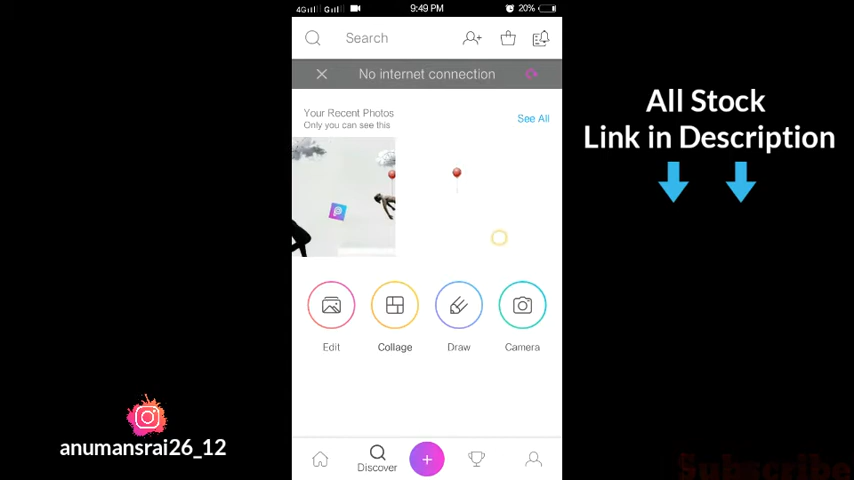 4G G 9:49 PM 20%
Search
No internet connection
Your Recent Photos
Only you can see this
See All
All Stock
Link in Description
Edit Collage Draw Camera
Discover
anumansrai26_12
Subscribe